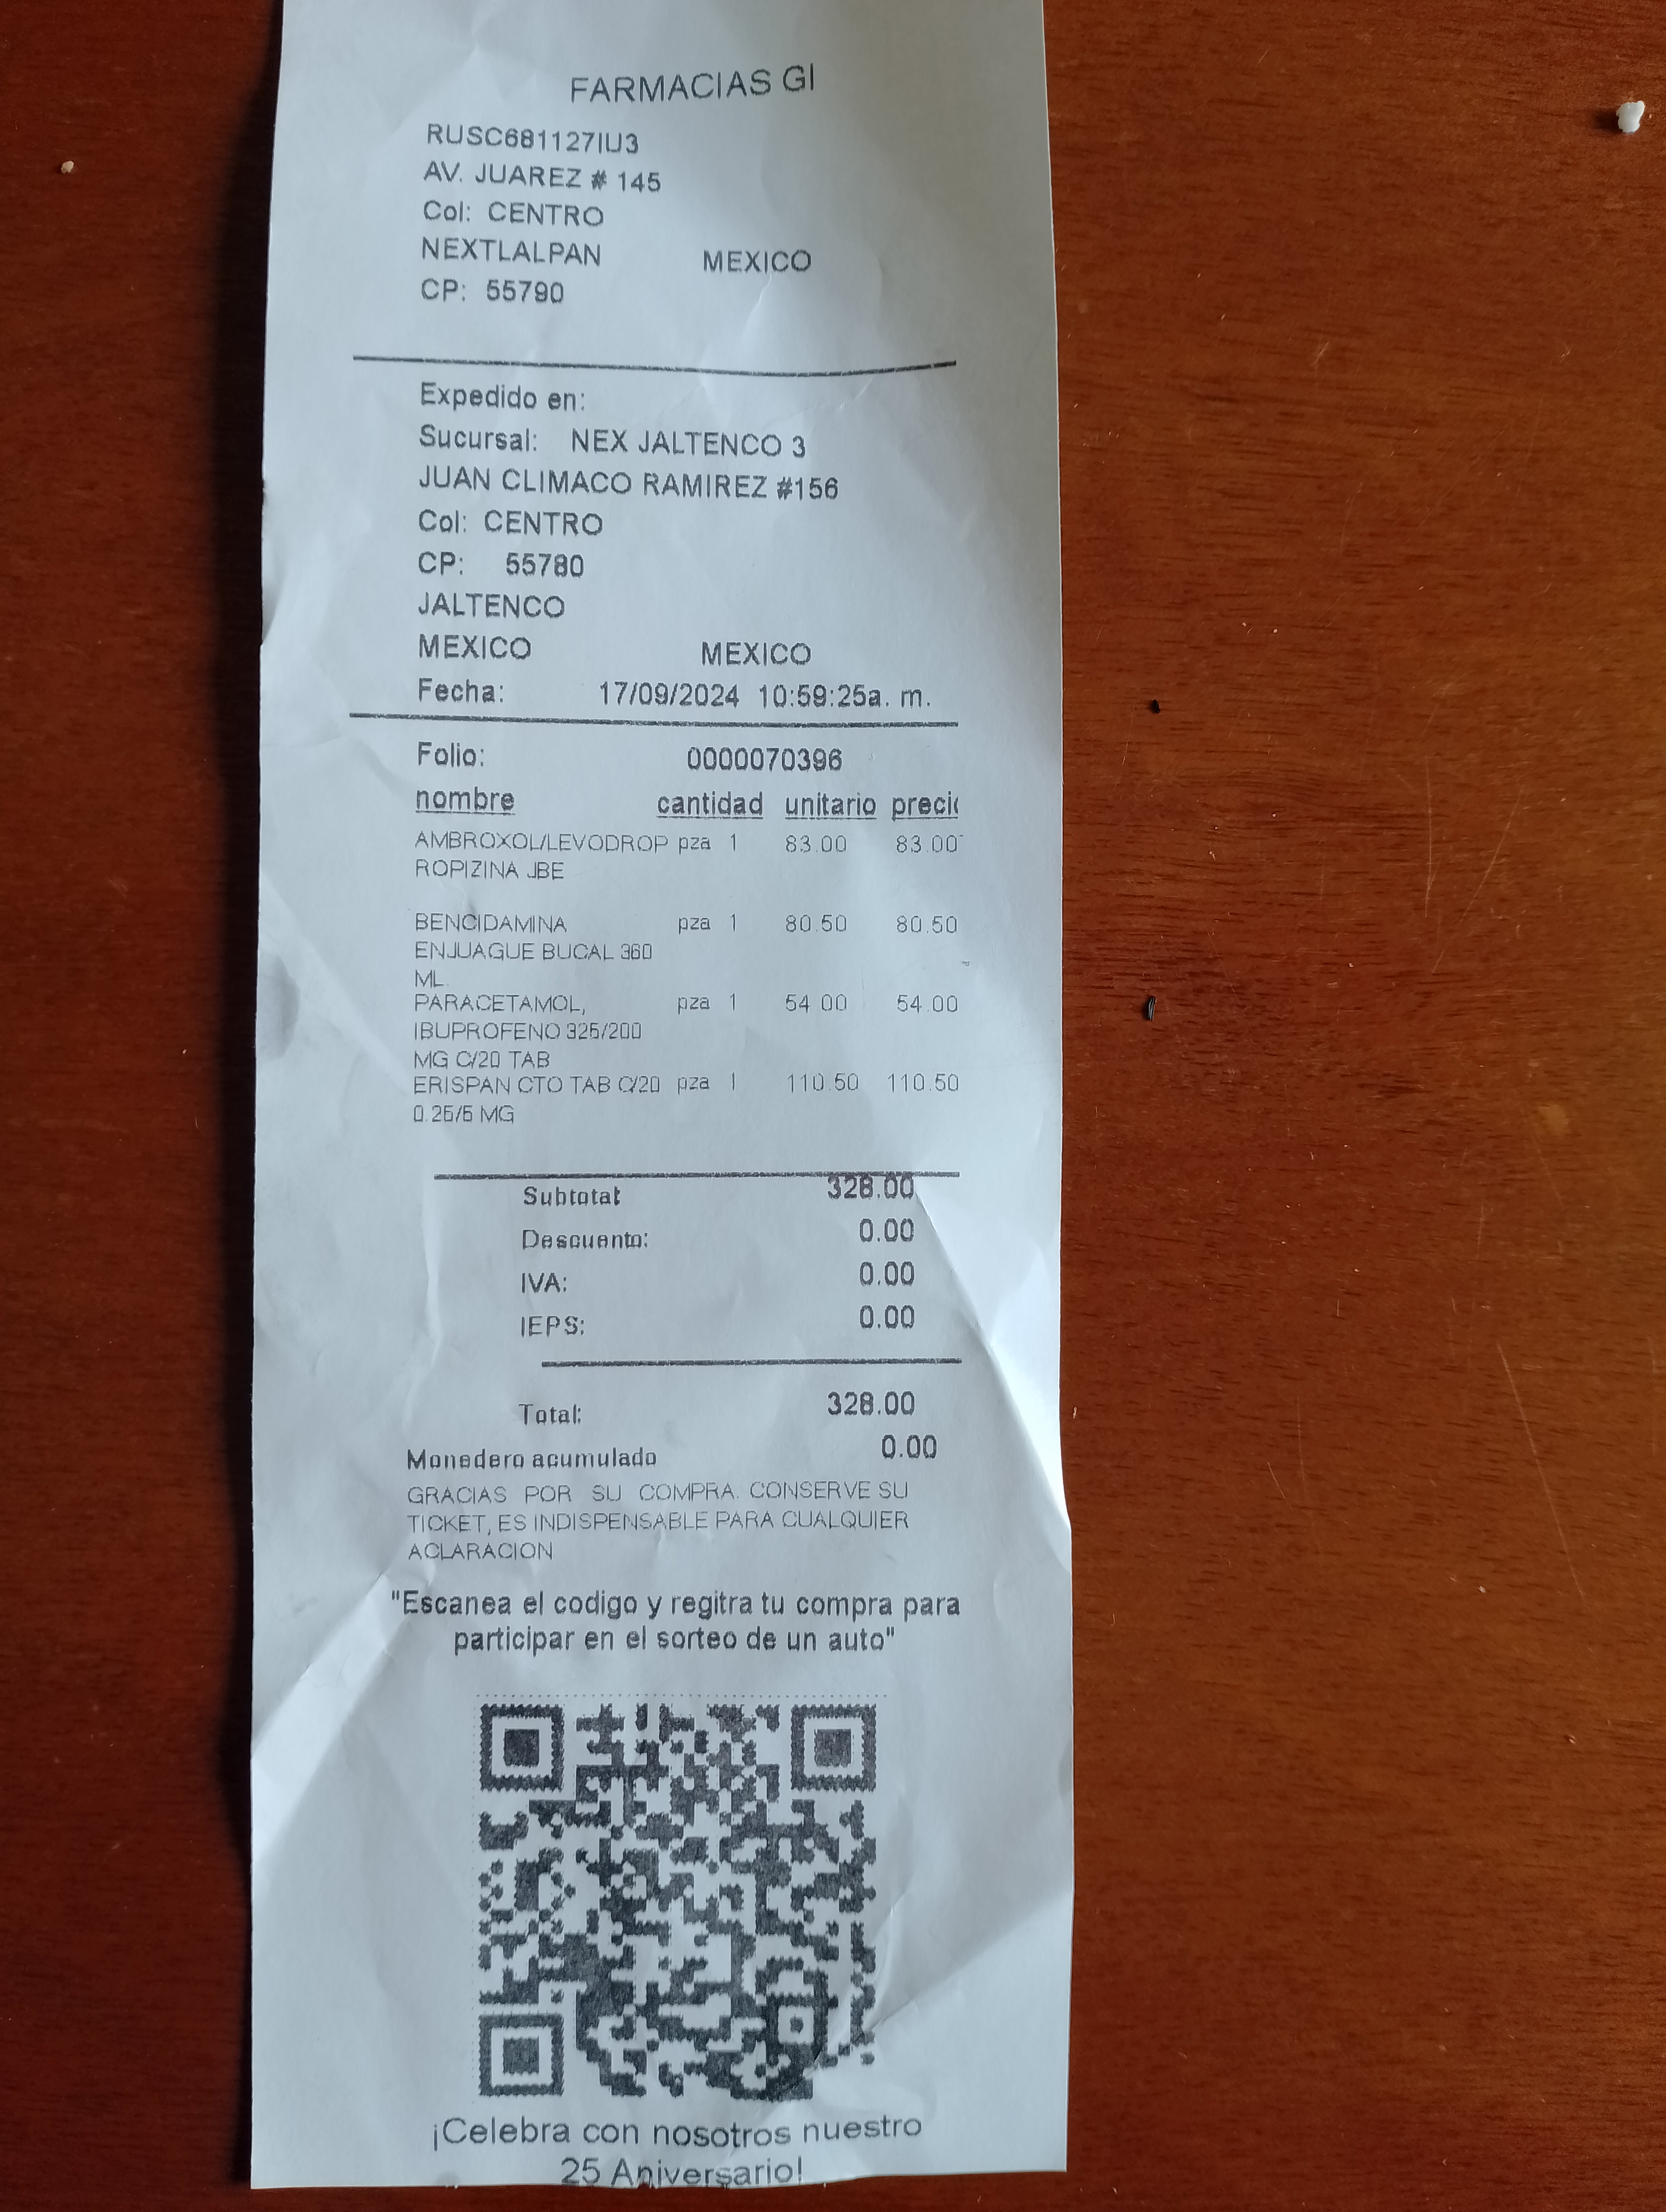 FARMACIAS GI
RUSC681127IU3
AV. JUAREZ # 145
Col: CENTRO
NEXTLALPAN MEXICO
CP: 55790
Expedido en:
Sucursal: NEX JALTENCO 3
JUAN CLIMACO RAMIREZ #156
Col: CENTRO
CP: 55780
JALTENCO
MEXICO MEXICO
Fecha: 17/09/2024 10:59:25a. m.
Folio: 0000070396
nombre cantidad unitario preci
AMBROXOL/LEVODROP pza 1 83.00 83.00
ROPIZINA JBE
BENCIDAMINA pza 1 80.50 80.50
ENJUAGUE BUCAL 360
ML
PARACETAMOL, pza 1 54.00 54.00
IBUPROFENO 325/200
MG C/20 TAB
ERISPAN CTO TAB C/20 pza 1 110.50 110.50
0.25/5 MG
Subtotal: 328.00
Descuento: 0.00
IVA: 0.00
IEPS: 0.00
Total: 328.00
Monedero acumulado 0.00
GRACIAS POR SU COMPRA. CONSERVE SU
TICKET, ES INDISPENSABLE PARA CUALQUIER
ACLARACION
"Escanea el codigo y regitra tu compra para
participar en el sorteo de un auto"
¡Celebra con nosotros nuestro
25 Aniversario!